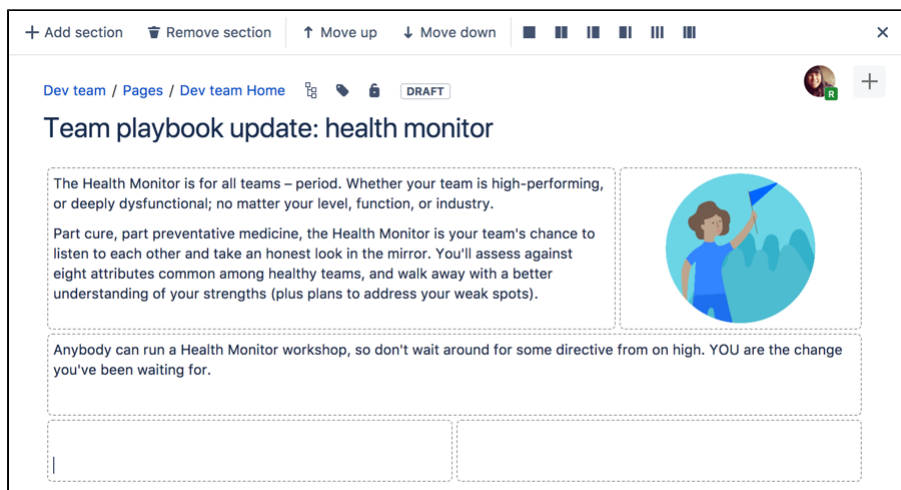 Add section Remove section Move up Move down
Dev team / Pages / Dev team Home DRAFT
R
Team playbook update: health monitor
The Health Monitor is for all teams – period. Whether your team is high-performing,
or deeply dysfunctional; no matter your level, function, or industry.
Part cure, part preventative medicine, the Health Monitor is your team's chance to
listen to each other and take an honest look in the mirror. You'll assess against
eight attributes common among healthy teams, and walk away with a better
understanding of your strengths (plus plans to address your weak spots).
Anybody can run a Health Monitor workshop, so don't wait around for some directive from on high. YOU are the change
you've been waiting for.